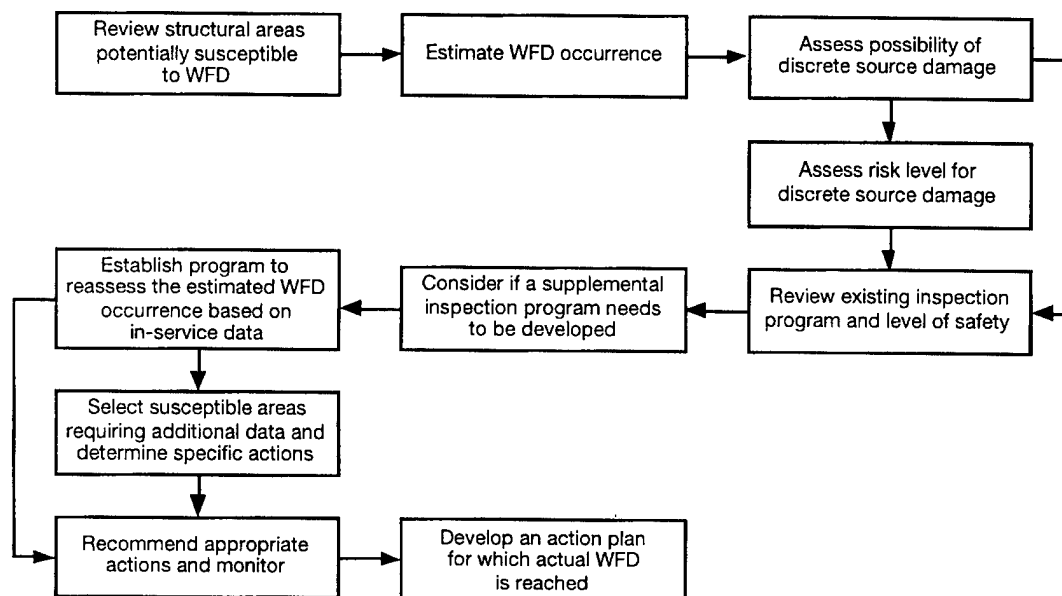 Review structural areas
potentially susceptible
to WFD
Estimate WFD occurrence
Assess possibility of
discrete source damage
Assess risk level for
discrete source damage
Review existing inspection
program and level of safety
Consider if a supplemental
inspection program needs
to be developed
Establish program to
reassess the estimated WFD
occurrence based on
in-service data
Select susceptible areas
requiring additional data and
determine specific actions
Recommend appropriate
actions and monitor
Develop an action plan
for which actual WFD
is reached